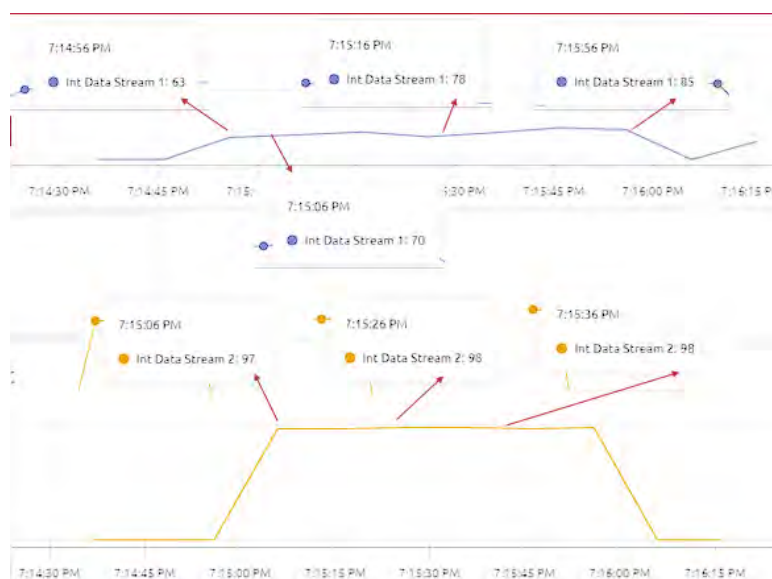 7:14:56 PM
Int Data Stream 1: 63
7:15:16 PM
Int Data Stream 1: 78
7:15:56 PM
Int Data Stream 1: 85
7:14:30 PM 7:14:45 PM 7:15: 5:30 PM 7:15:45 PM 7:16:00 PM 7:16:15 P
7:15:06 PM
Int Data Stream 1: 70
7:15:06 PM
Int Data Stream 2: 97
7:15:26 PM
Int Data Stream 2: 98
7:15:36 PM
Int Data Stream 2: 98
7:14:30 PM 7:14:45 PM 7:15:00 PM 7:15:15 PM 7:15:30 PM 7:15:45 PM 7:16:00 PM 7:16:15 PM